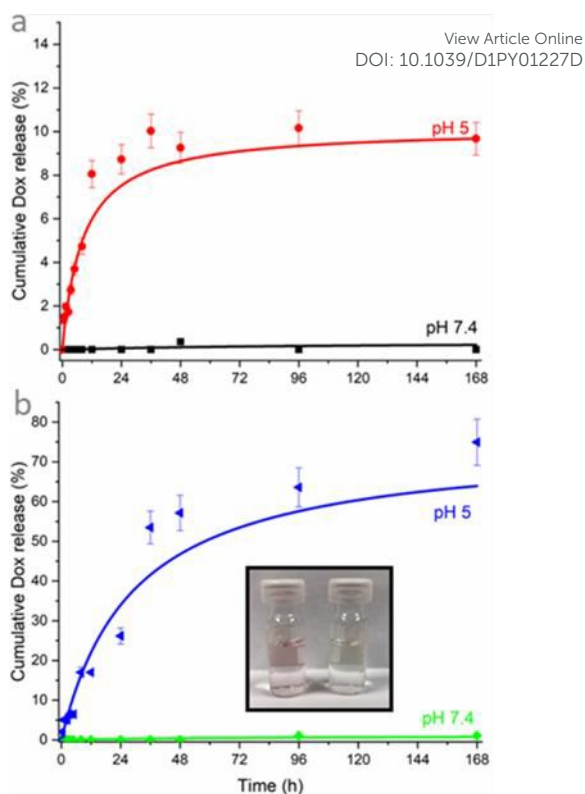 View Article Online
DOI: 10.1039/D1PY01227D
a
14
12
10
8
6
4
2
0
Cumulative Dox release (%)
pH 5
pH 7.4
0 24 48 72 96 120 144 168
b
80
70
60
50
40
30
20
10
0
Cumulative Dox release (%)
pH 5
pH 7.4
0 24 48 72 96 120 144 168
Time (h)